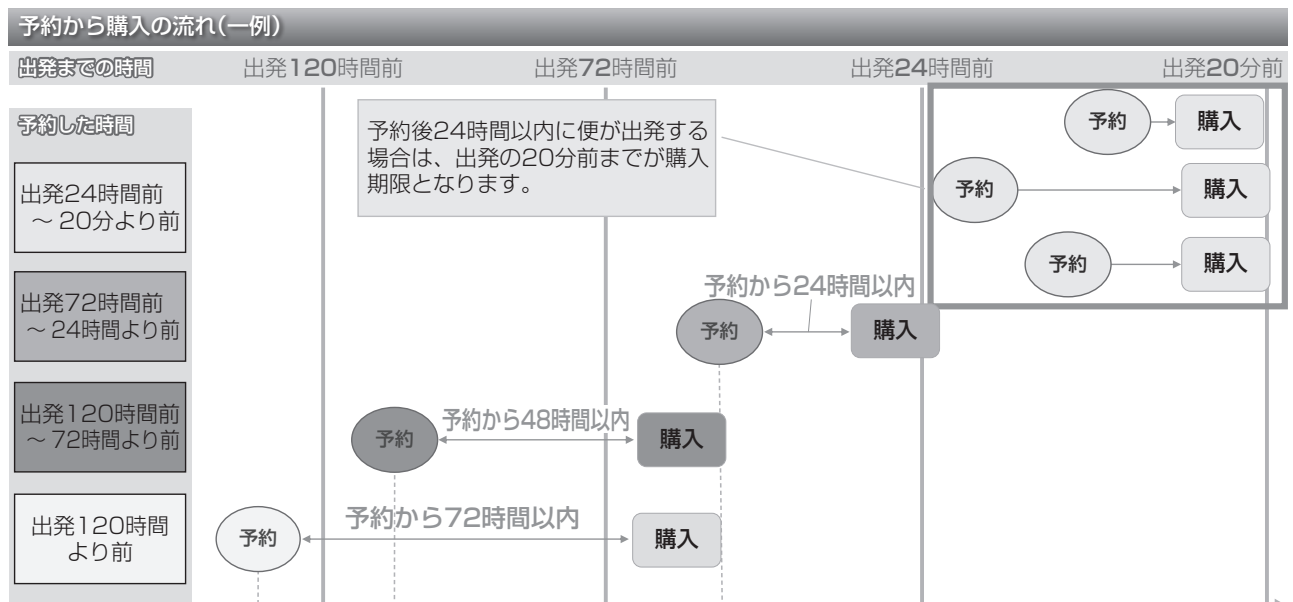 予約から購入の流れ(一例)
出発までの時間
出発120時間前
出発72時間前
出発24時間前
出発20分前
予約した時間
予約後24時間以内に便が出発する
場合は、出発の20分前までが購入
期限となります。
予約
購入
出発24時間前
～ 20分より前
予約
購入
予約
購入
出発72時間前
～ 24時間より前
予約から24時間以内
予約
購入
出発120時間前
～ 72時間より前
予約から48時間以内
予約
購入
出発120時間
より前
予約から72時間以内
予約
購入